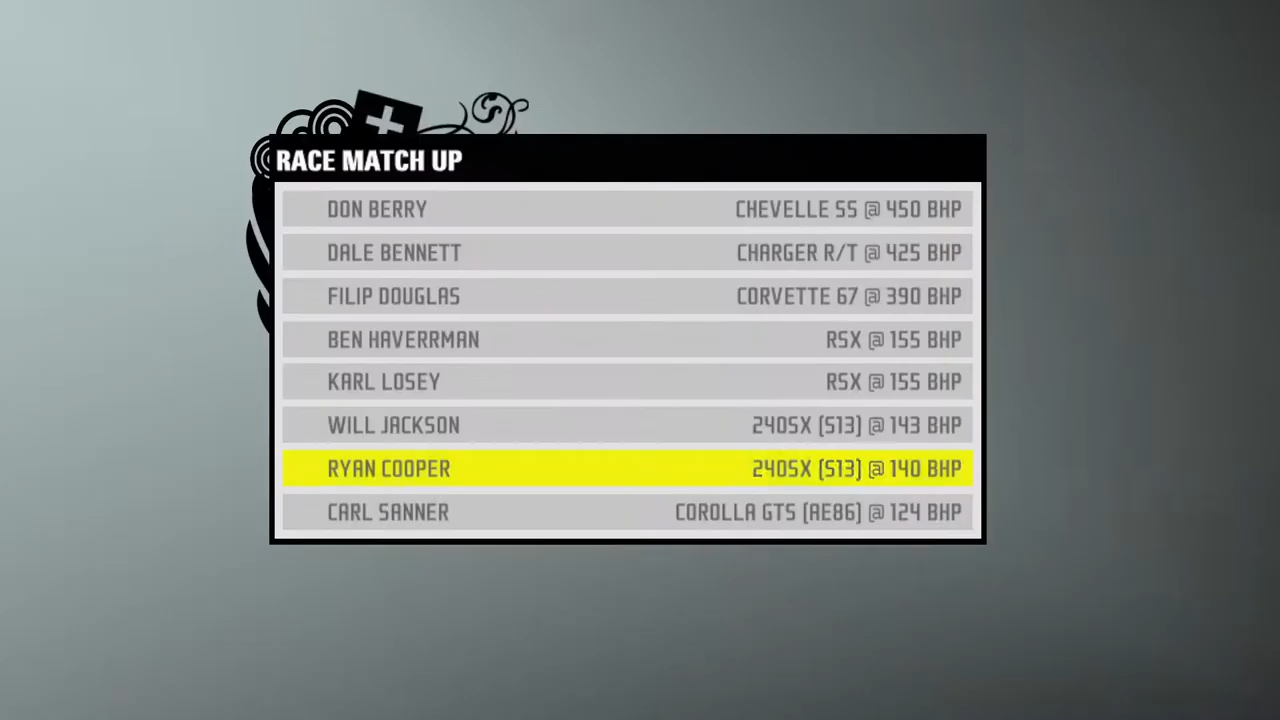 RACE MATCH UP
DON BERRY CHEVELLE SS @ 450 BHP
DALE BENNETT CHARGER R/T @ 425 BHP
FILIP DOUGLAS CORVETTE 67 @ 390 BHP
BEN HAVERRMAN RSX @ 155 BHP
KARL LOSEY RSX @ 155 BHP
WILL JACKSON 240SX (S13) @ 143 BHP
RYAN COOPER 240SX (S13) @ 140 BHP
CARL SANNER COROLLA GTS (AE86) @ 124 BHP